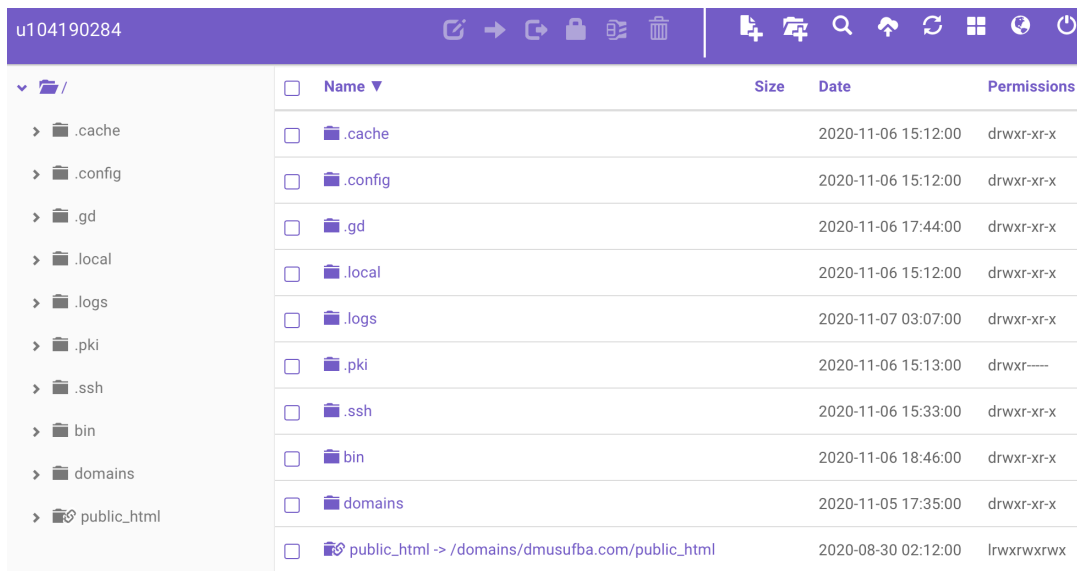 u104190284
/
.cache
.config
.gd
.local
.logs
.pki
.ssh
bin
domains
public_html
Name ▼ Size Date Permissions
.cache 2020-11-06 15:12:00 drwxr-xr-x
.config 2020-11-06 15:12:00 drwxr-xr-x
.gd 2020-11-06 17:44:00 drwxr-xr-x
.local 2020-11-06 15:12:00 drwxr-xr-x
.logs 2020-11-07 03:07:00 drwxr-xr-x
.pki 2020-11-06 15:13:00 drwxr-----
.ssh 2020-11-06 15:33:00 drwxr-xr-x
bin 2020-11-06 18:46:00 drwxr-xr-x
domains 2020-11-05 17:35:00 drwxr-xr-x
public_html -> /domains/dmusufba.com/public_html 2020-08-30 02:12:00 lrwxrwxrwx